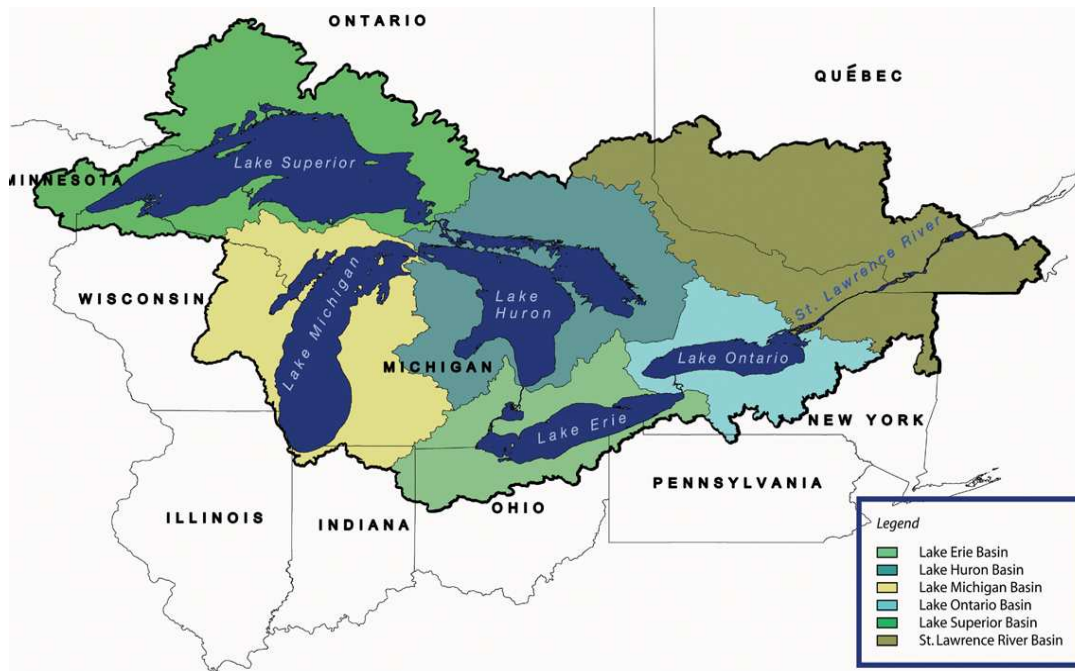 ONTARIO
QUÉBEC
Lake Superior
MINNESOTA
St. Lawrence River
WISCONSIN
Lake Michigan
Lake
Huron
Lake Ontario
MICHIGAN
NEW YORK
Lake Erie
PENNSYLVANIA
OHIO
ILLINOIS
INDIANA
Legend
Lake Erie Basin
Lake Huron Basin
Lake Michigan Basin
Lake Ontario Basin
Lake Superior Basin
St. Lawrence River Basin